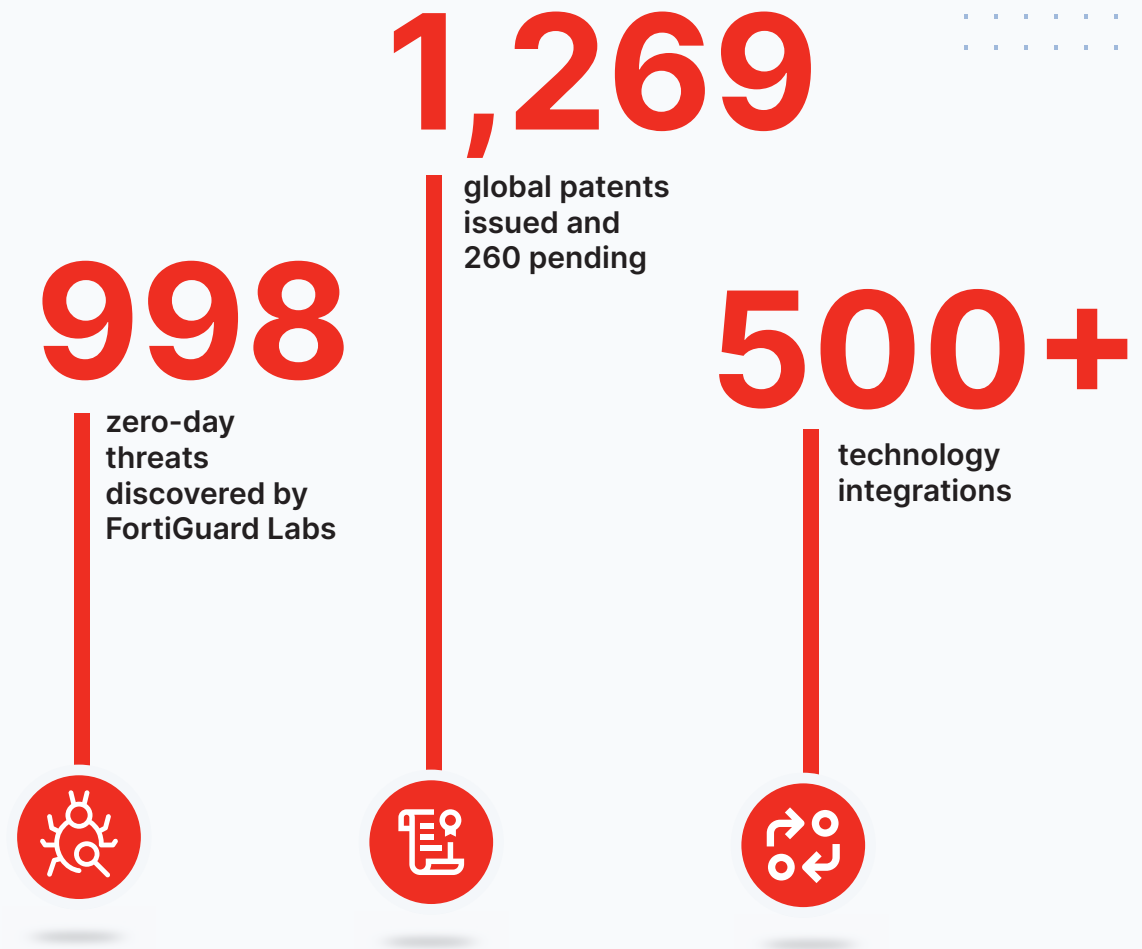 998
zero-day
threats
discovered by
FortiGuard Labs
1,269
global patents
issued and
260 pending
500+
technology
integrations